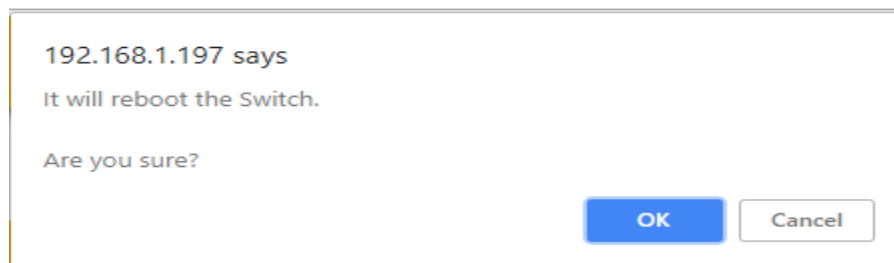 192.168.1.197 says
It will reboot the Switch.
Are you sure?
OK Cancel